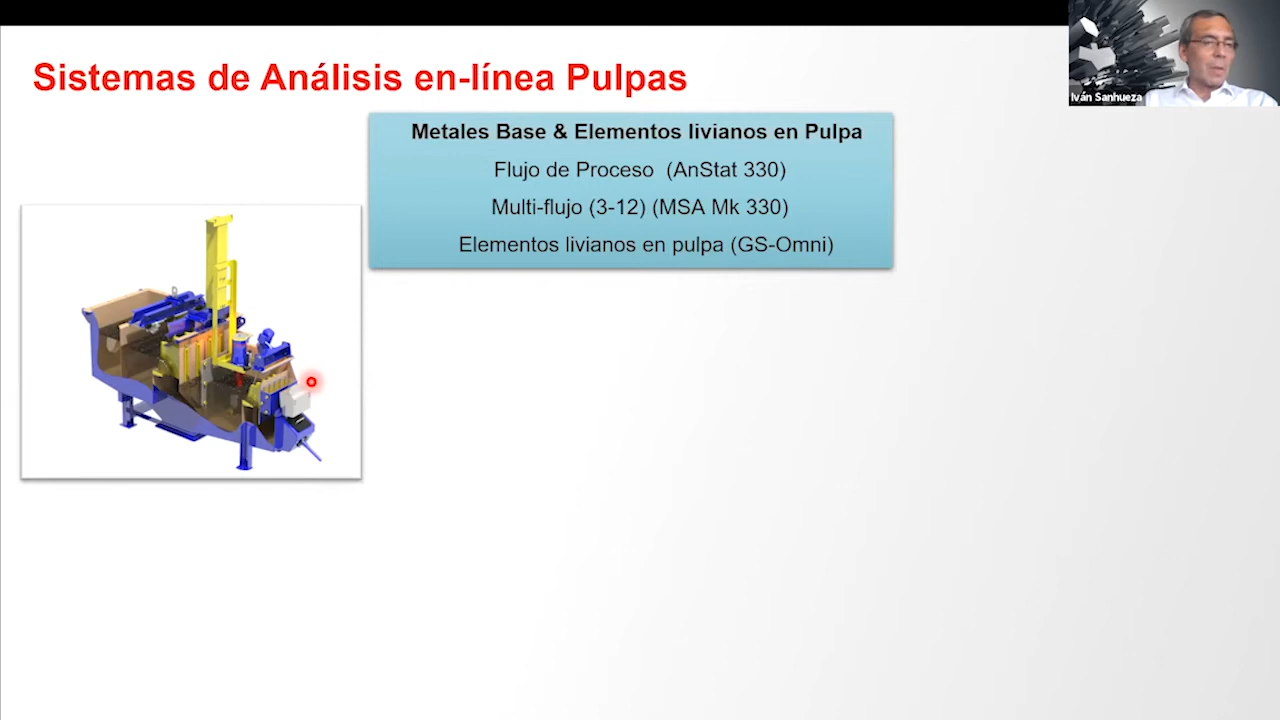 Sistemas de Análisis en-línea Pulpas
Iván Sanhueza
Metales Base & Elementos livianos en Pulpa
Flujo de Proceso (AnStat 330)
Multi-flujo (3-12) (MSA Mk 330)
Elementos livianos en pulpa (GS-Omni)